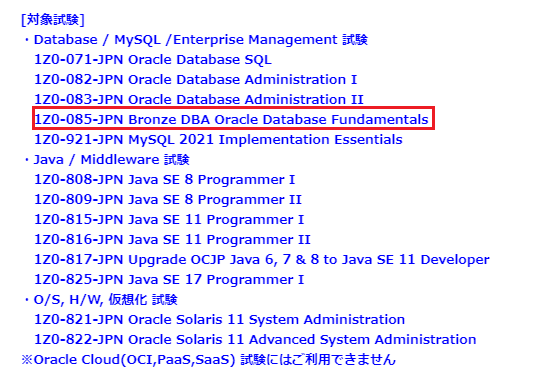 [対象試験]
・Database / MySQL /Enterprise Management 試験
1Z0-071-JPN Oracle Database SQL
1Z0-082-JPN Oracle Database Administration I
1Z0-083-JPN Oracle Database Administration II
1Z0-085-JPN Bronze DBA Oracle Database Fundamentals
1Z0-921-JPN MySQL 2021 Implementation Essentials
・Java / Middleware 試験
1Z0-808-JPN Java SE 8 Programmer I
1Z0-809-JPN Java SE 8 Programmer II
1Z0-815-JPN Java SE 11 Programmer I
1Z0-816-JPN Java SE 11 Programmer II
1Z0-817-JPN Upgrade OCJP Java 6, 7 & 8 to Java SE 11 Developer
1Z0-825-JPN Java SE 17 Programmer I
・O/S, H/W, 仮想化 試験
1Z0-821-JPN Oracle Solaris 11 System Administration
1Z0-822-JPN Oracle Solaris 11 Advanced System Administration
※Oracle Cloud(OCI,PaaS,SaaS) 試験にはご利用できません